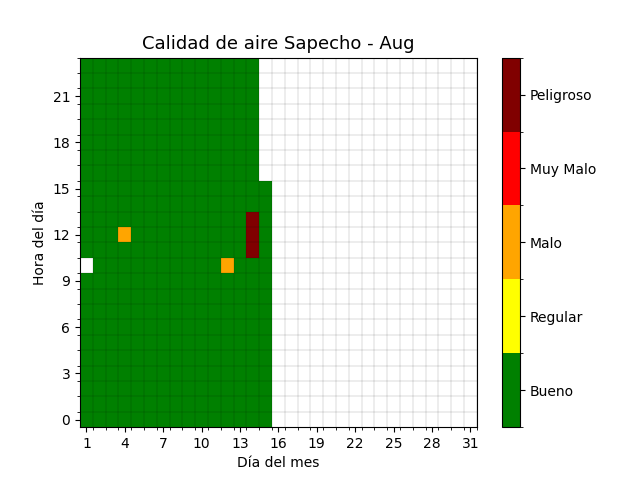 Calidad de aire Sapecho - Aug
Hora del día
21
18
15
12
9
6
3
0
1 4 7 10 13 16 19 22 25 28 31
Día del mes
Peligroso
Muy Malo
Malo
Regular
Bueno